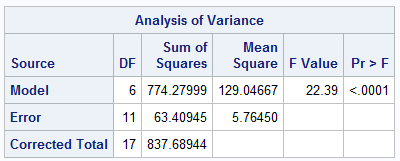 Analysis of Variance
Source DF Sum of Squares Mean Square F Value Pr > F
Model 6 774.27999 129.04667 22.39 <.0001
Error 11 63.40945 5.76450
Corrected Total 17 837.68944